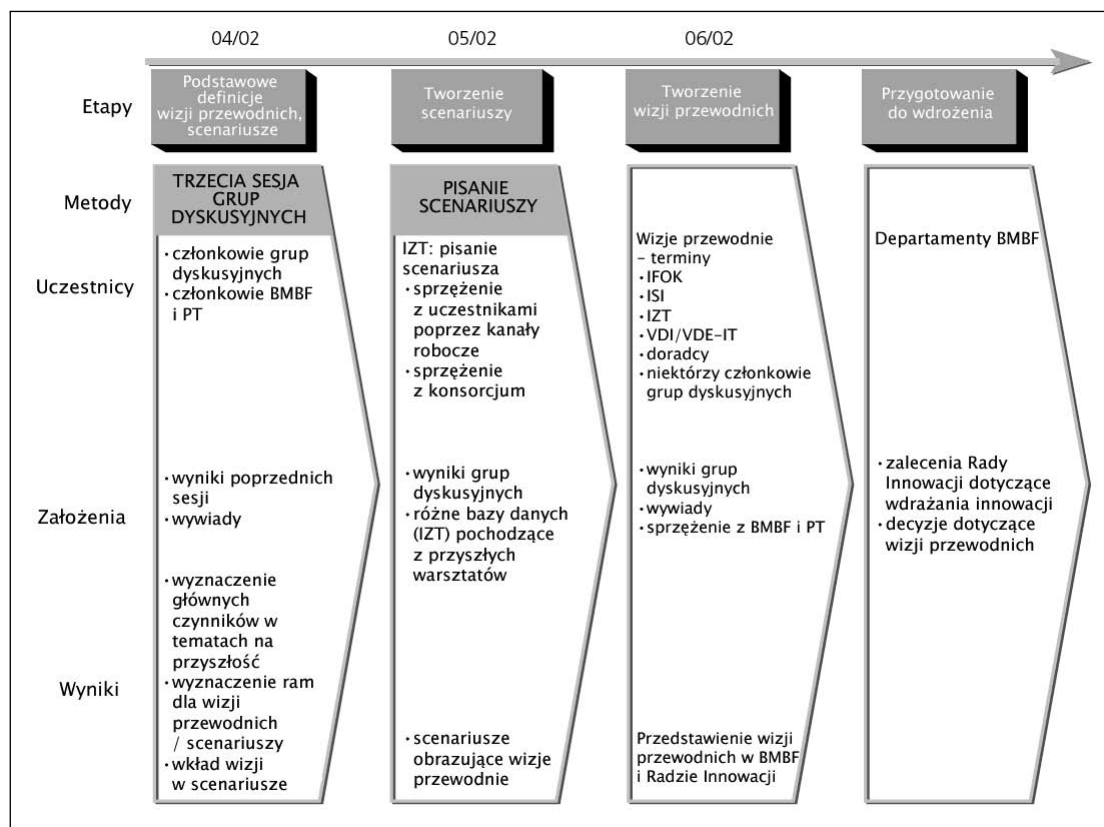 04/02
05/02
06/02
Etapy
Podstawowe
definicje
wizji przewodnich,
scenariusze
Tworzenie
scenariuszy
Tworzenie
wizji przewodnich
Przygotowanie
do wdrożenia
Metody
TRZECIA SESJA
GRUP
DYSKUSYJNYCH
PISANIE
SCENARIUSZY
Uczestnicy
•członkowie grup
dyskusyjnych
•członkowie BMBF
i PT
IZT: pisanie
scenariusza
•sprzężenie
z uczestnikami
poprzez kanały
robocze
•sprzężenie
z konsorcjum
Wizje przewodnie
– terminy
•IFOK
•ISI
•IZT
•VDI/VDE–IT
•doradcy
•niektórzy członkowie
grup dyskusyjnych
Departamenty BMBF
Założenia
•wyniki poprzednich
sesji
•wywiady
•wyniki grup
dyskusyjnych
•różne bazy danych
(IZT) pochodzące
z przyszłych
warsztatów
•wyniki grup
dyskusyjnych
•wywiady
•sprzężenie z BMBF i PT
•zalecenia Rady
Innowacji dotyczące
wdrażania innowacji
•decyzje dotyczące
wizji przewodnich
Wyniki
•wyznaczenie
głównych
czynników w
tematach na
przyszłość
•wyznaczenie ram
dla wizji
przewodnich
/ scenariuszy
•wkład wizji
w scenariusze
•scenariusze
obrazujące wizje
przewodnie
Przedstawienie wizji
przewodnich w BMBF
i Radzie Innowacji